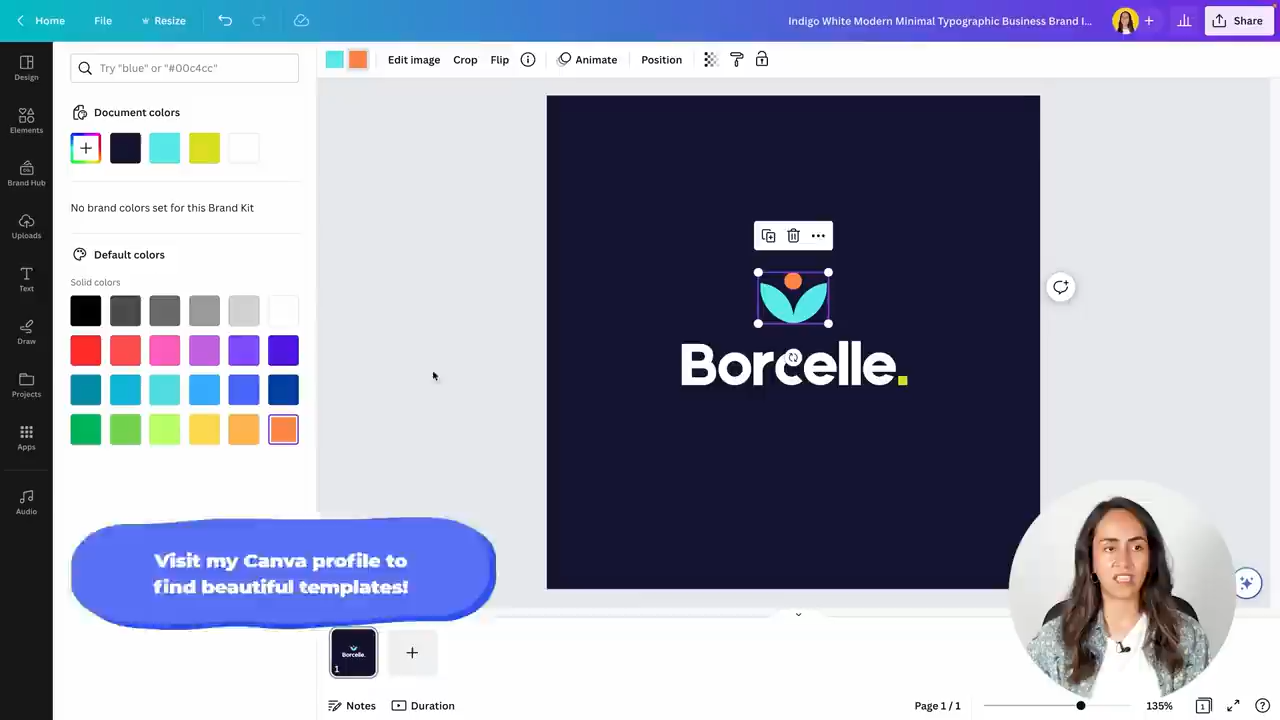 Home
File
Resize
Indigo White Modern Minimal Typographic Business Brand I...
Share
Design
Elements
Brand Hub
Uploads
Text
Draw
Projects
Apps
Audio
Try "blue" or "#00c4cc"
Document colors
No brand colors set for this Brand Kit
Default colors
Solid colors
Edit image
Crop
Flip
Animate
Position
Borcelle.
Visit my Canva profile to
find beautiful templates!
Borcelle.
1
Notes
Duration
Page 1 / 1
135%
1